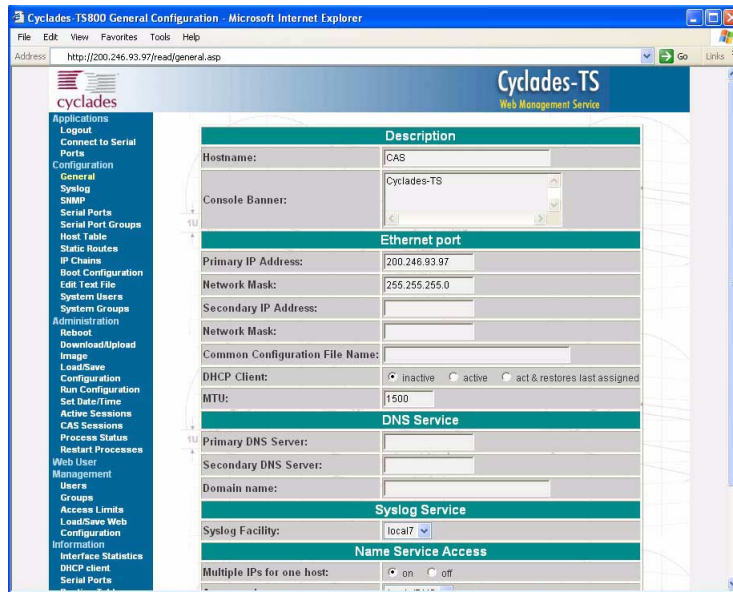 Cyclades-TS800 General Configuration - Microsoft Internet Explorer
File Edit View Favorites Tools Help
Address http://200.246.93.97/read/general.asp Go Links
cyclades
Cyclades-TS
Web Management Service
Applications
Logout
Connect to Serial
Ports
Configuration
General
Syslog
SNMP
Serial Ports
Serial Port Groups
Host Table
Static Routes
IP Chains
Boot Configuration
Edit Text File
System Users
System Groups
Administration
Reboot
Download/Upload
Image
Load/Save
Configuration
Run Configuration
Set Date/Time
Active Sessions
CAS Sessions
Process Status
Restart Processes
Web User
Management
Users
Groups
Access Limits
Load/Save Web
Configuration
Information
Interface Statistics
DHCP client
Serial Ports
1U
1U
Description
Hostname: CAS
Console Banner: Cyclades-TS
Ethernet port
Primary IP Address: 200.246.93.97
Network Mask: 255.255.255.0
Secondary IP Address:
Network Mask:
Common Configuration File Name:
DHCP Client: inactive active act & restores last assigned
MTU: 1500
DNS Service
Primary DNS Server:
Secondary DNS Server:
Domain name:
Syslog Service
Syslog Facility: local7
Name Service Access
Multiple IPs for one host: on off